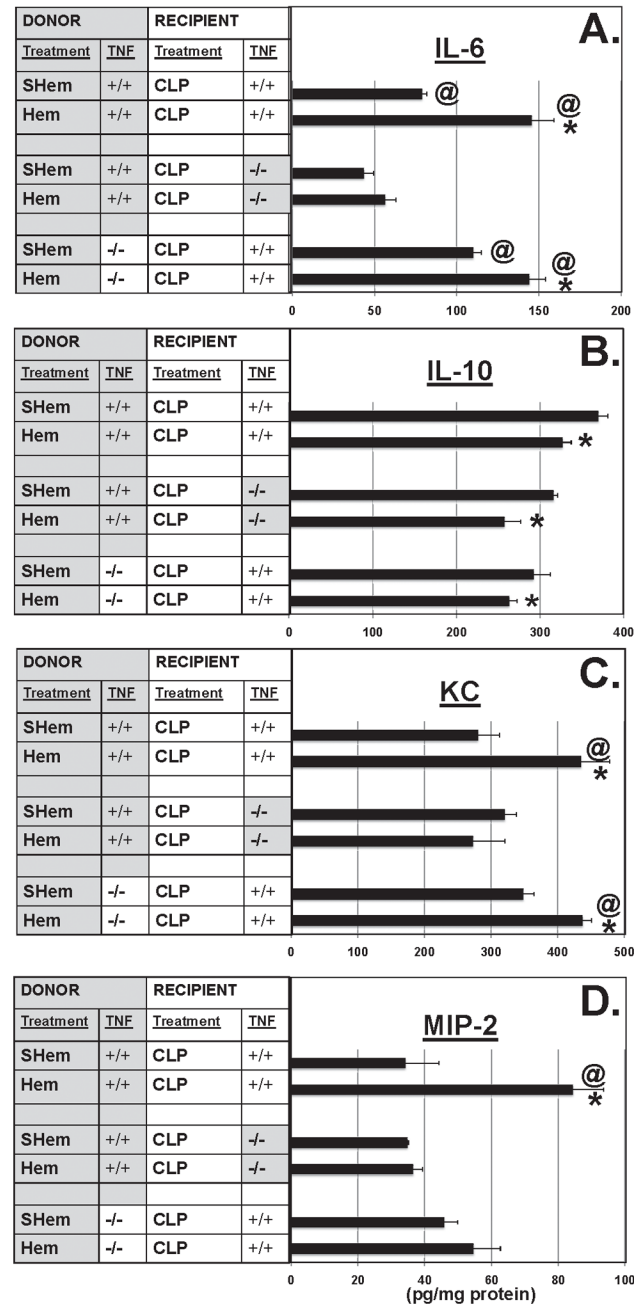 DONOR RECIPIENT A.
Treatment TNF Treatment TNF IL-6
SHem +/+ CLP +/+ @
Hem +/+ CLP +/+ @ *
SHem +/+ CLP -/-
Hem +/+ CLP -/-
SHem -/- CLP +/+ @
Hem -/- CLP +/+ @ *
0 50 100 150 200
DONOR RECIPIENT B.
Treatment TNF Treatment TNF IL-10
SHem +/+ CLP +/+
Hem +/+ CLP +/+ *
SHem +/+ CLP -/-
Hem +/+ CLP -/- *
SHem -/- CLP +/+
Hem -/- CLP +/+ *
0 100 200 300 400
DONOR RECIPIENT C.
Treatment TNF Treatment TNF KC
SHem +/+ CLP +/+
Hem +/+ CLP +/+ @ *
SHem +/+ CLP -/-
Hem +/+ CLP -/-
SHem -/- CLP +/+
Hem -/- CLP +/+ @ *
0 100 200 300 400 500
DONOR RECIPIENT D.
Treatment TNF Treatment TNF MIP-2
SHem +/+ CLP +/+
Hem +/+ CLP +/+ @ *
SHem +/+ CLP -/-
Hem +/+ CLP -/-
SHem -/- CLP +/+
Hem -/- CLP +/+
0 20 40 60 80 100
(pg/mg protein)